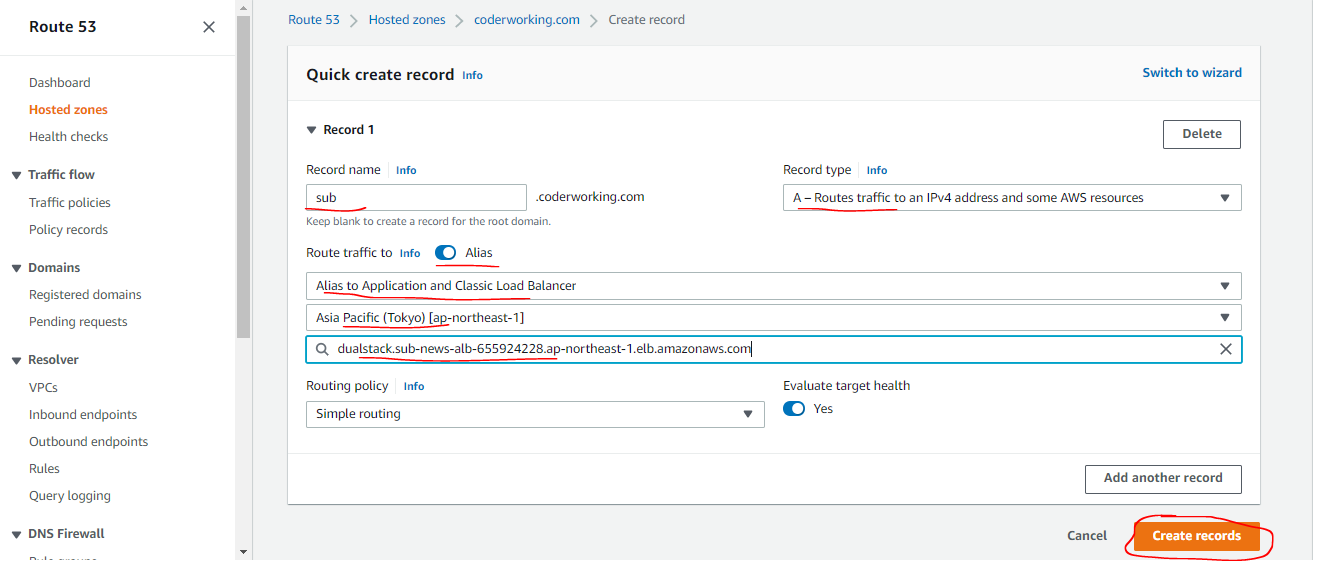 Route 53
Dashboard
Hosted zones
Health checks
Traffic flow
Traffic policies
Policy records
Domains
Registered domains
Pending requests
Resolver
VPCs
Inbound endpoints
Outbound endpoints
Rules
Query logging
DNS Firewall
Route 53 > Hosted zones > coderworking.com > Create record
Quick create record Info
Switch to wizard
Record 1
Delete
Record name Info
sub .coderworking.com
Keep blank to create a record for the root domain.
Record type Info
A – Routes traffic to an IPv4 address and some AWS resources
Route traffic to Info Alias
Alias to Application and Classic Load Balancer
Asia Pacific (Tokyo) [ap-northeast-1]
dualstack.sub-news-alb-655924228.ap-northeast-1.elb.amazonaws.com
Routing policy Info
Simple routing
Evaluate target health
Yes
Add another record
Cancel
Create records